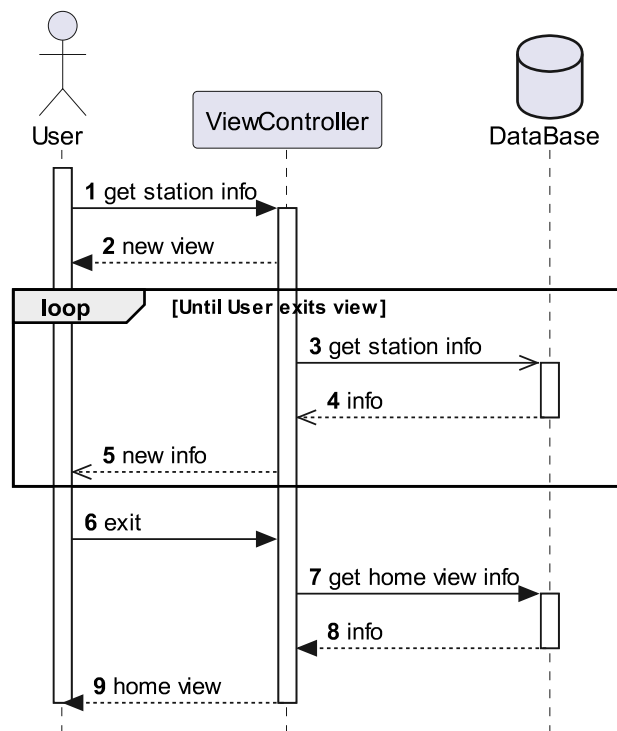 User
ViewController
DataBase
1 get station info
2 new view
loop
[Until User exits view]
3 get station info
4 info
5 new info
6 exit
7 get home view info
8 info
9 home view